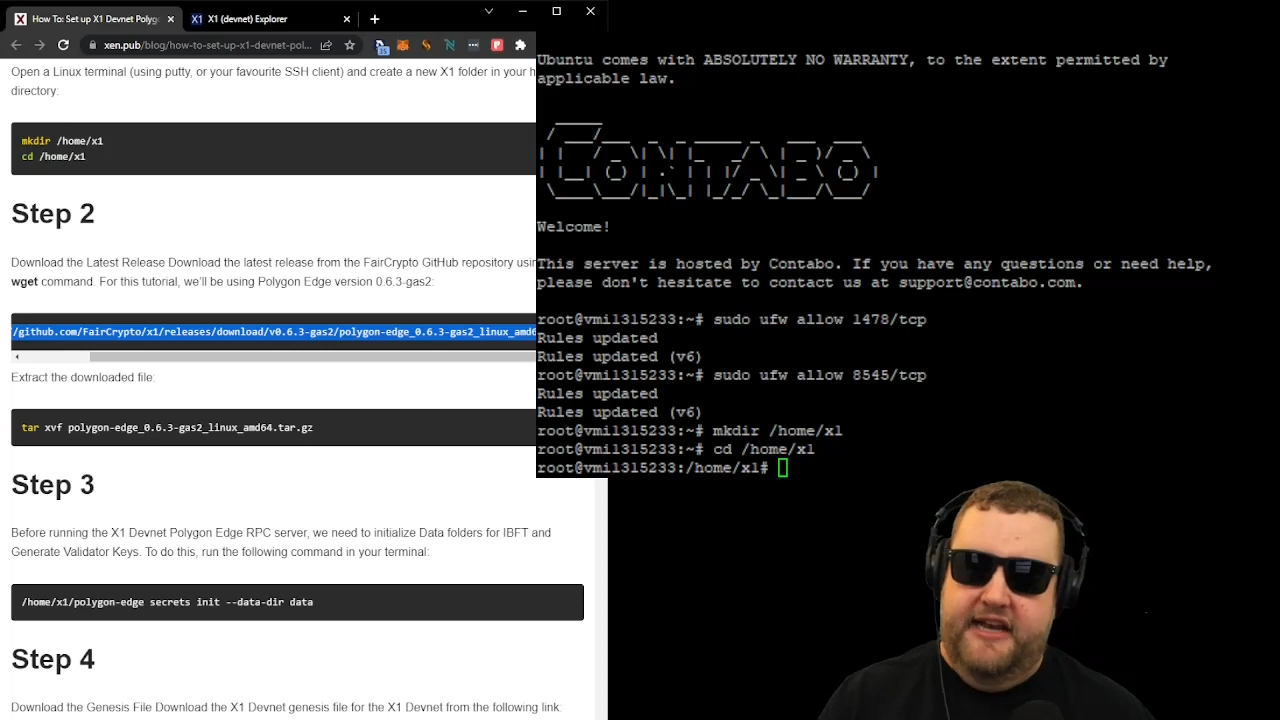 How To: Set up X1 Devnet Polyg
X1 (devnet) Explorer
xen.pub/blog/how-to-set-up-x1-devnet-pol...
Open a Linux terminal (using putty, or your favourite SSH client) and create a new X1 folder in your h
directory:
mkdir /home/x1
cd /home/x1
Step 2
Download the Latest Release Download the latest release from the FairCrypto GitHub repository usin
wget command. For this tutorial, we'll be using Polygon Edge version 0.6.3-gas2:
/github.com/FairCrypto/x1/releases/download/v0.6.3-gas2/polygon-edge_0.6.3-gas2_linux_amd6
Extract the downloaded file:
tar xvf polygon-edge_0.6.3-gas2_linux_amd64.tar.gz
Step 3
Before running the X1 Devnet Polygon Edge RPC server, we need to initialize Data folders for IBFT and
Generate Validator Keys. To do this, run the following command in your terminal:
/home/x1/polygon-edge secrets init --data-dir data
Step 4
Download the Genesis File Download the X1 Devnet genesis file for the X1 Devnet from the following link:
Ubuntu comes with ABSOLUTELY NO WARRANTY, to the extent permitted by
applicable law.
CONTABO
Welcome!
This server is hosted by Contabo. If you have any questions or need help,
please don't hesitate to contact us at support@contabo.com.
root@vmi1315233:~# sudo ufw allow 1478/tcp
Rules updated
Rules updated (v6)
root@vmi1315233:~# sudo ufw allow 8545/tcp
Rules updated
Rules updated (v6)
root@vmi1315233:~# mkdir /home/x1
root@vmi1315233:~# cd /home/x1
root@vmi1315233:/home/x1#